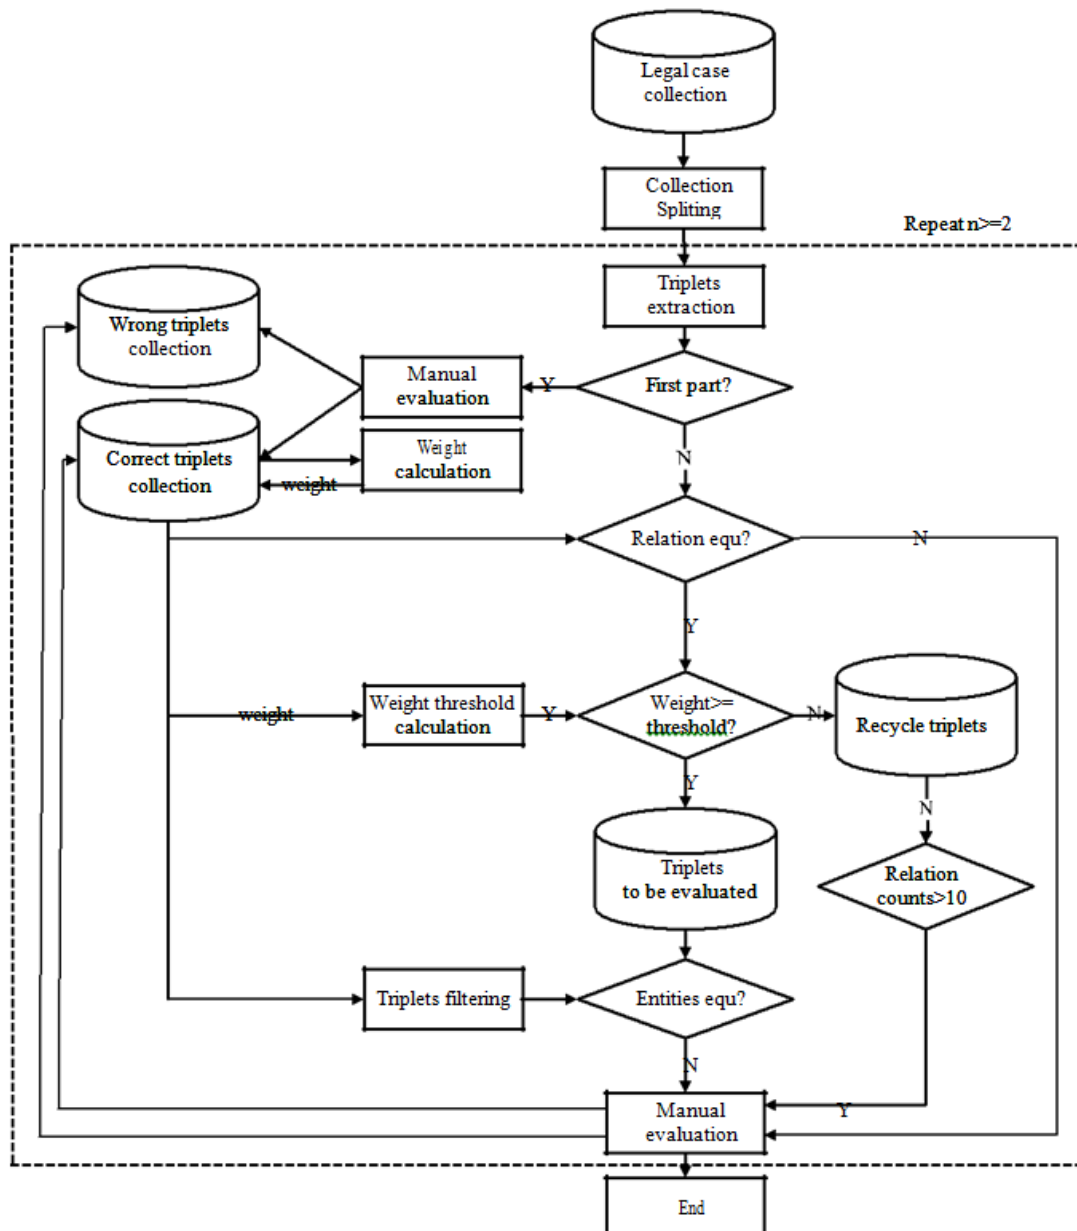 Legal case
collection
Collection
Spliting
Repeat n>=2
Triplets
extraction
Wrong triplets
collection
Manual
evaluation
Y
First part?
Correct triplets
collection
Weight
calculation
weight
N
Relation equ?
N
Y
weight
Weight threshold
calculation
Y
Weight>=
threshold?
N
Recycle triplets
Y
N
Triplets
to be evaluated
Relation
counts>10
Triplets filtering
Entities equ?
N
Manual
evaluation
Y
End